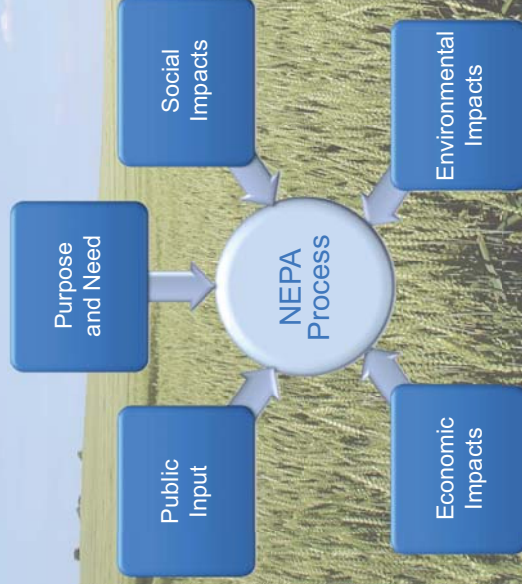 Purpose
and Need
Social
Impacts
Environmental
Impacts
Economic
Impacts
Public
Input
NEPA
Process